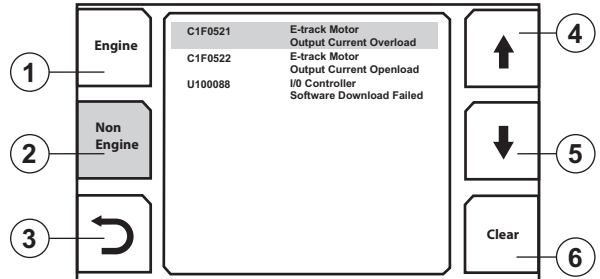 Engine
Non
Engine
C1F0521 E-track Motor
Output Current Overload
C1F0522 E-track Motor
Output Current Openload
U100088 I/0 Controller
Software Download Failed
Clear
1
2
3
4
5
6